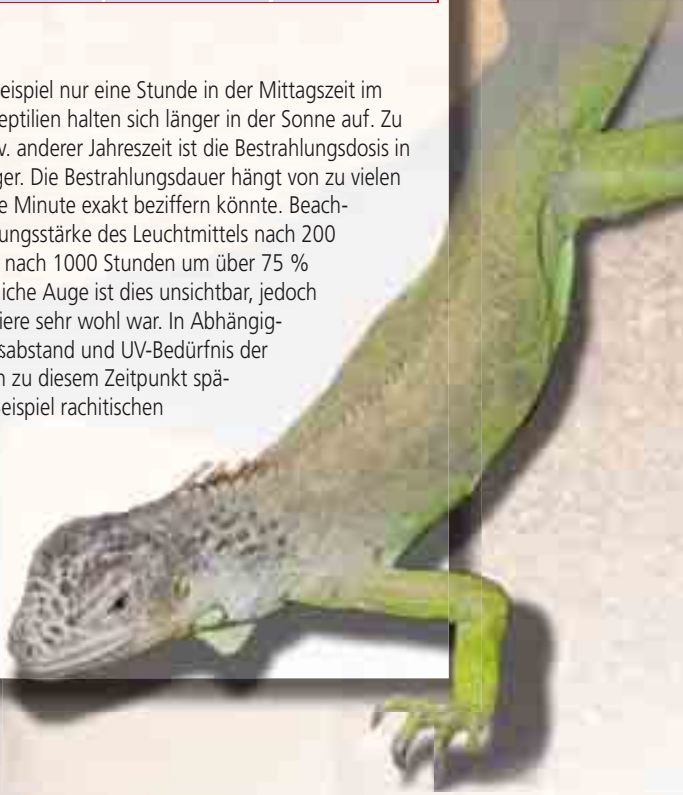 eispiel nur eine Stunde in der Mittagszeit im
eptilien halten sich länger in der Sonne auf. Zu
. anderer Jahreszeit ist die Bestrahlungsdosis in
ger. Die Bestrahlungsdauer hängt von zu vielen
e Minute exakt beziffern könnte. Beach-
ungsstärke des Leuchtmittels nach 200
nach 1000 Stunden um über 75 %
liche Auge ist dies unsichtbar, jedoch
iere sehr wohl war. In Abhängig-
sabstand und UV-Bedürfnis der
n zu diesem Zeitpunkt spä-
eispiel rachitischen